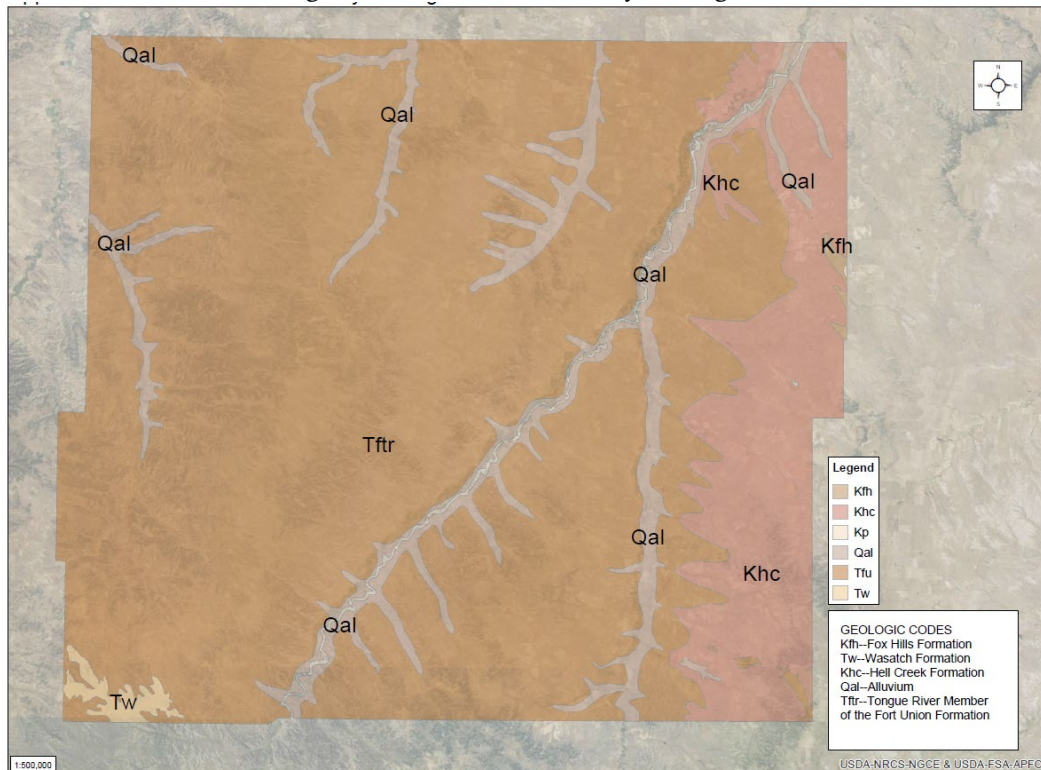 Qal
Qal
N
W E
S
Khc
Qal
Qal
Kfh
Qal
Tftr
Legend
Kfh
Khc
Kp
Qal
Tfu
Tw
Qal
Khc
Qal
GEOLOGIC CODES
Kfh--Fox Hills Formation
Tw--Wasatch Formation
Khc--Hell Creek Formation
Qal--Alluvium
Tftr--Tongue River Member
of the Fort Union Formation
Tw
1:500,000
USDA-NRCS-NGCE & USDA-FSA-APFO